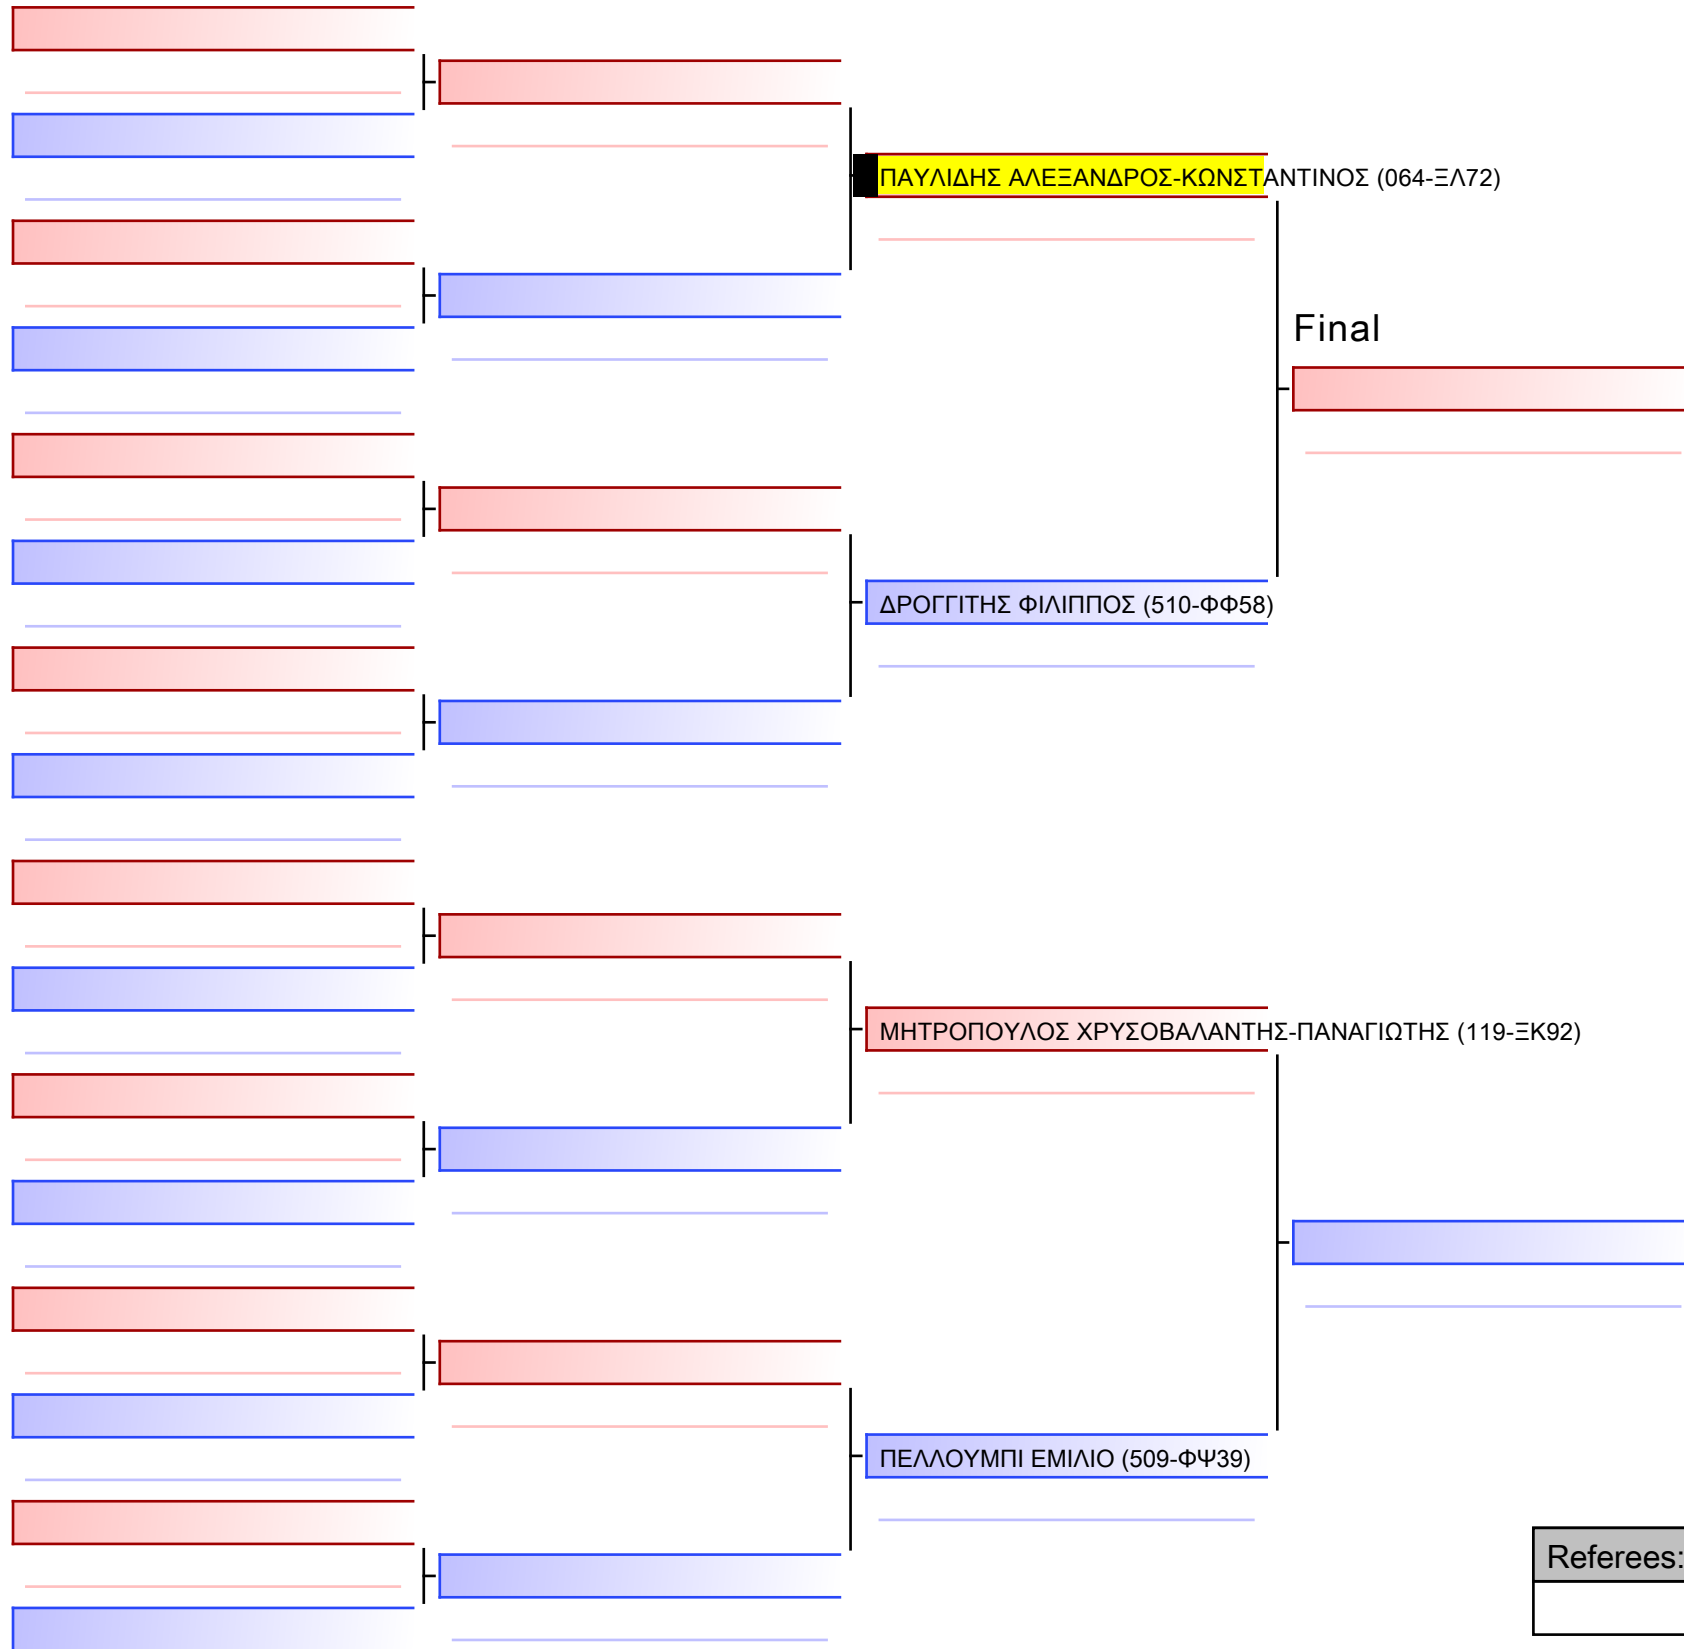 ΠΑΥΛΙΔΗΣ ΑΛΕΞΑΝΔΡΟΣ-ΚΩΝΣΤΑΝΤΙΝΟΣ (064-ΞΛ72)
Final
ΔΡΟΓΓΙΤΗΣ ΦΙΛΙΠΠΟΣ (510-ΦΦ58)
ΜΗΤΡΟΠΟΥΛΟΣ ΧΡΥΣΟΒΑΛΑΝΤΗΣ-ΠΑΝΑΓΙΩΤΗΣ (119-ΞΚ92)
ΠΕΛΛΟΥΜΠΙ ΕΜΙΛΙΟ (509-ΦΨ39)
Referees: